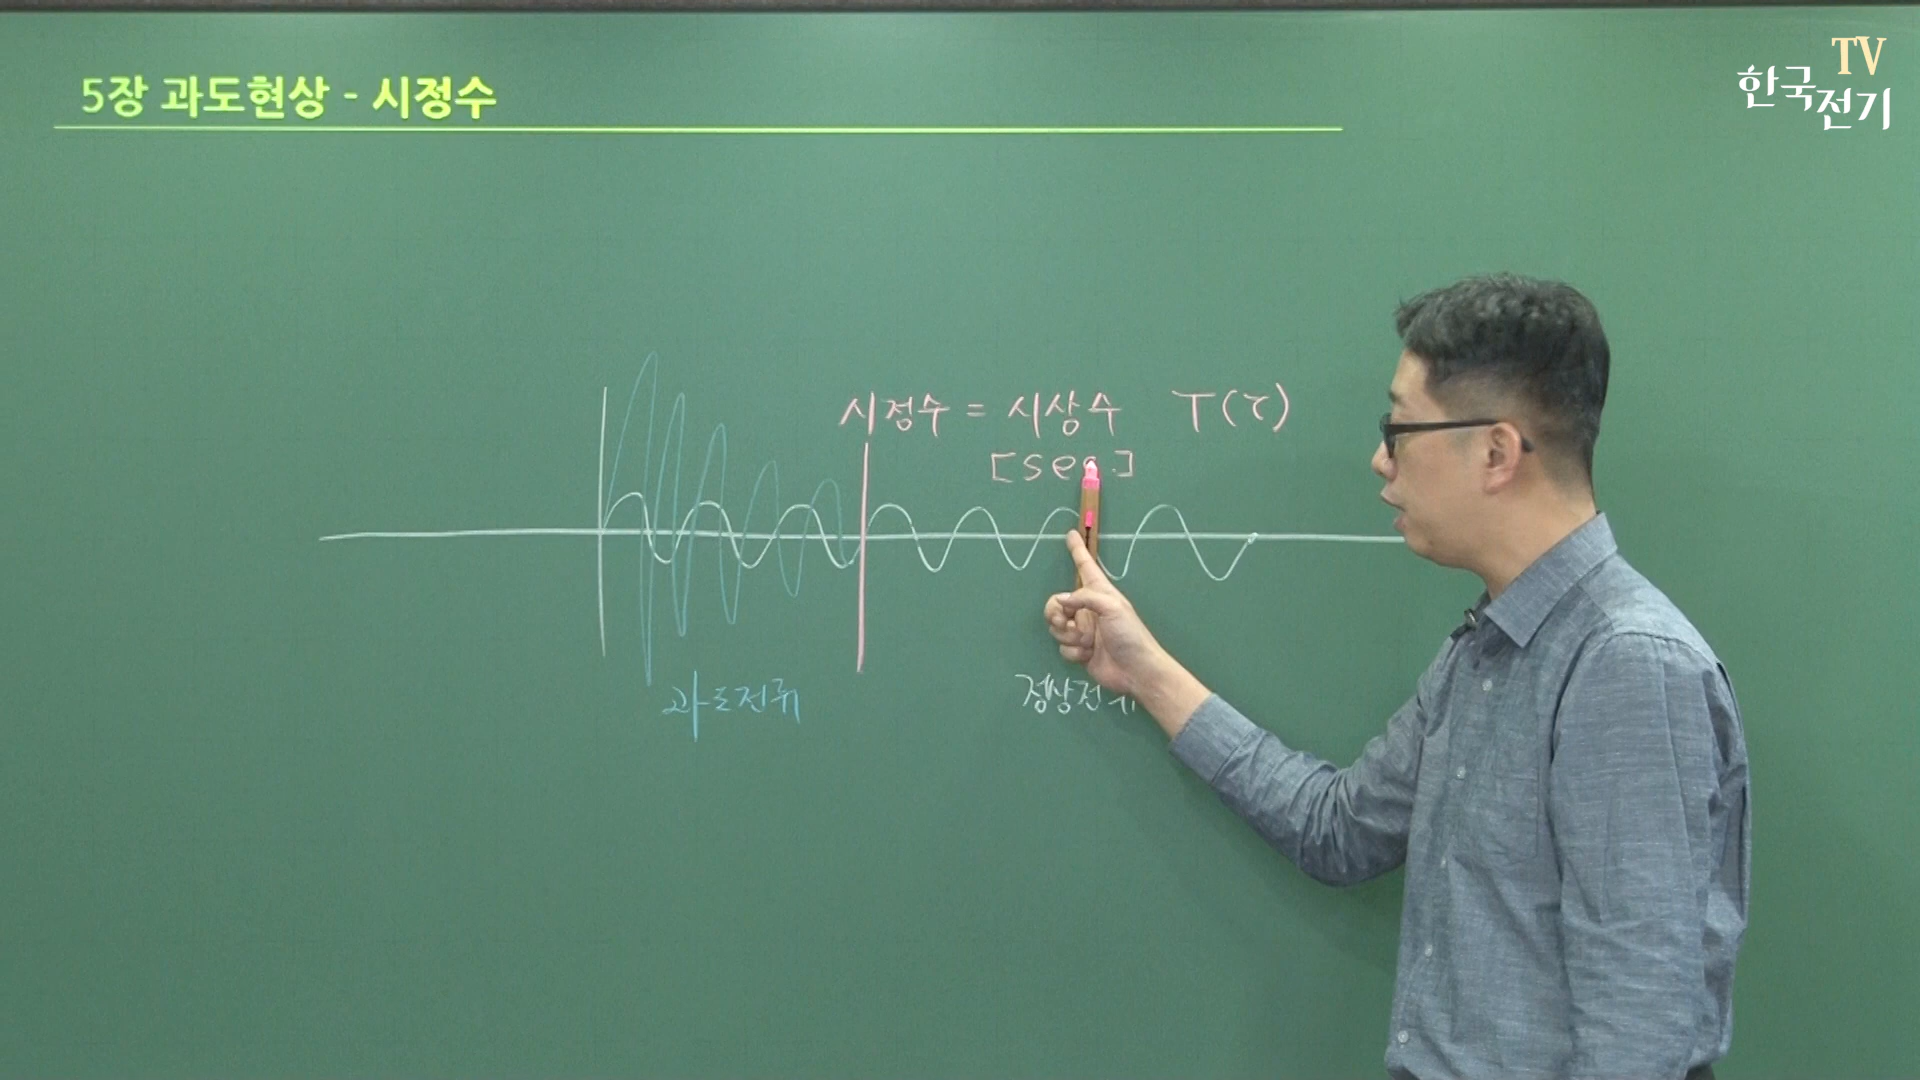 5장 과도현상 - 시정수
TV
한국전기
시정수 = 시상수 T(τ)
[sec.]
과도전류
정상전류